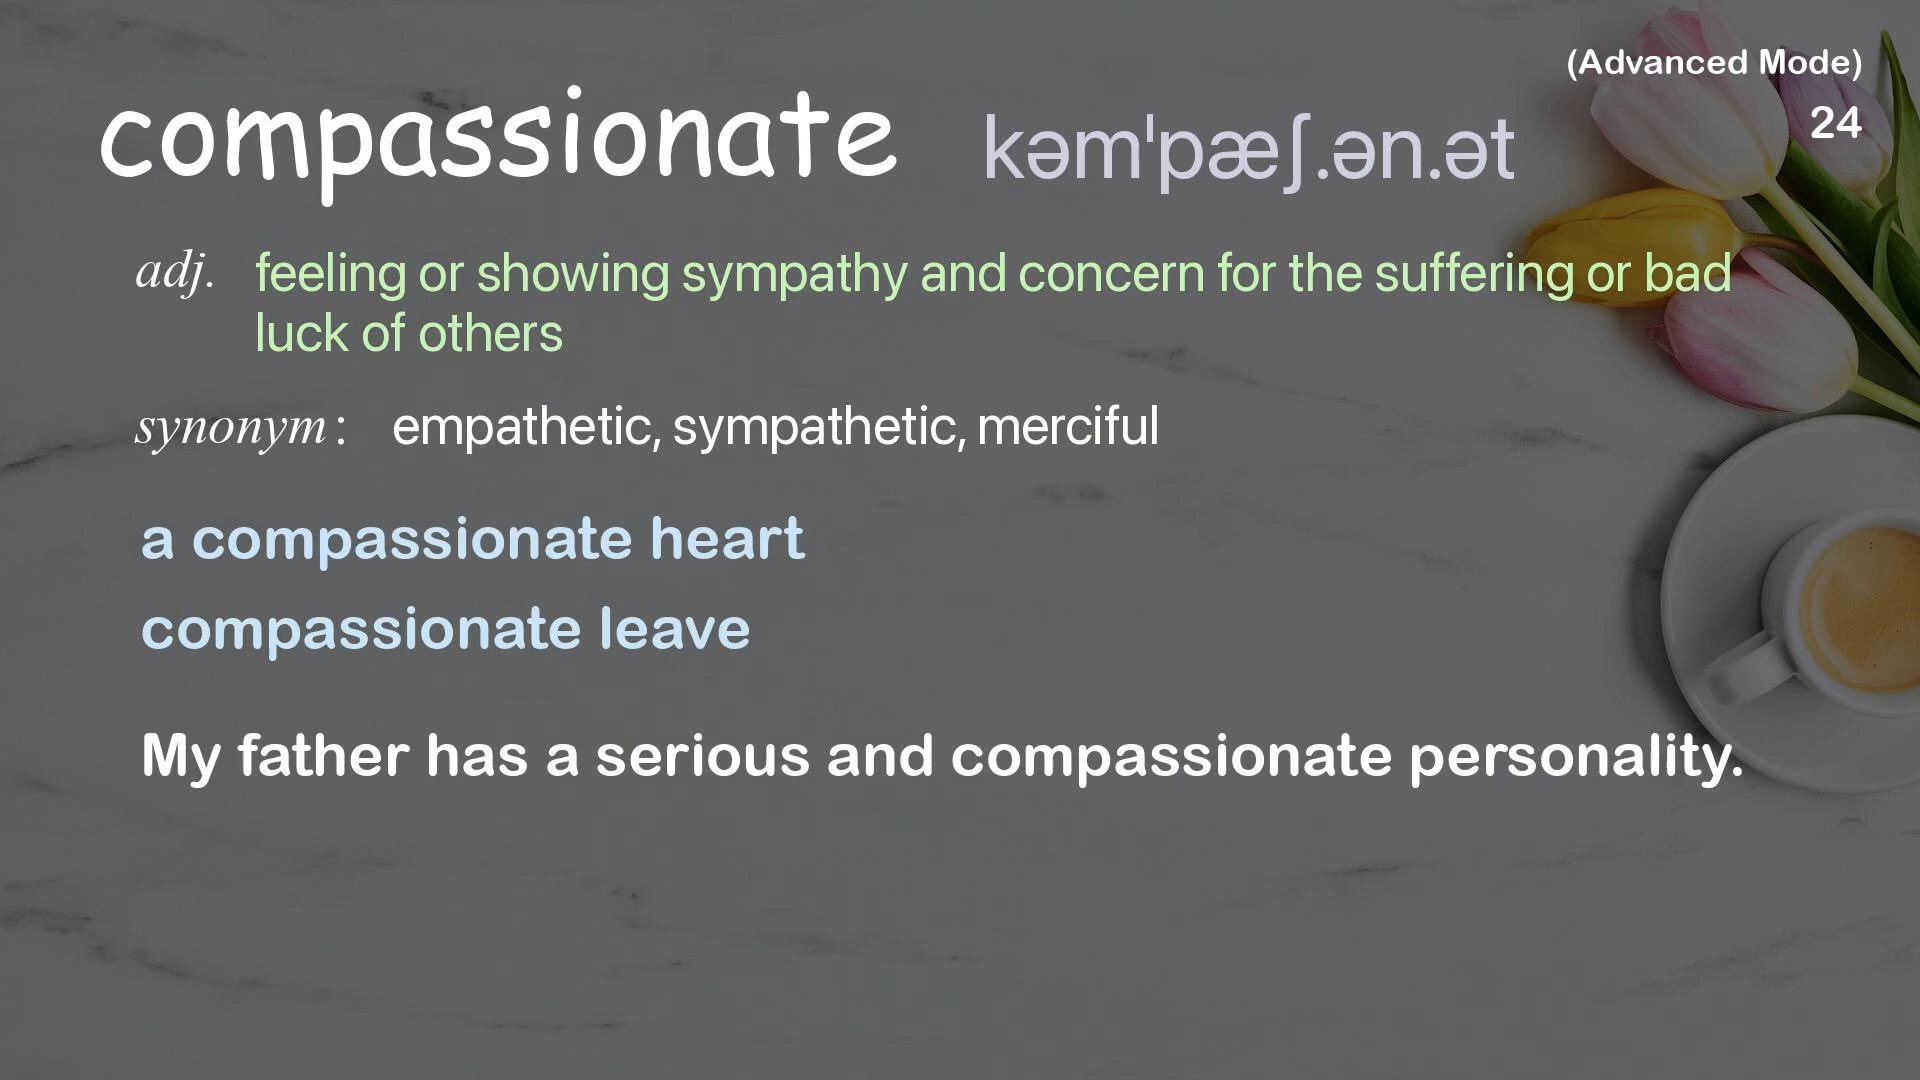 (Advanced Mode)
compassionate kəmˈpæʃ.ən.ət
24
adj. feeling or showing sympathy and concern for the suffering or bad
luck of others
synonym : empathetic, sympathetic, merciful
a compassionate heart
compassionate leave
My father has a serious and compassionate personality.